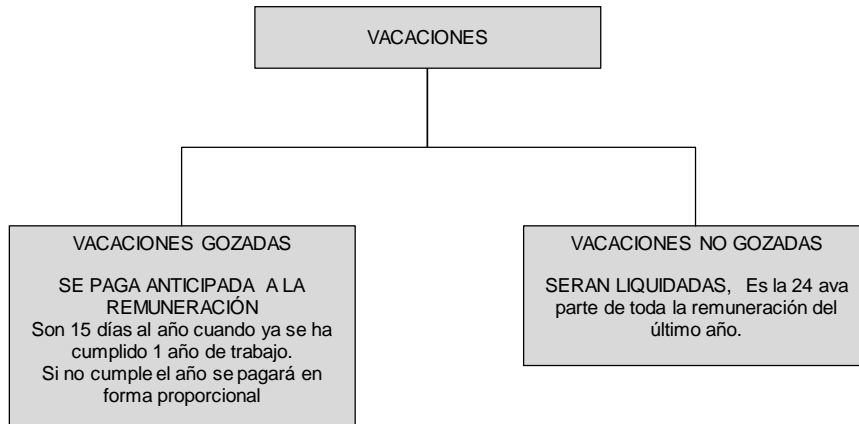 VACACIONES
VACACIONES GOZADAS
SE PAGA ANTICIPADA A LA
REMUNERACIÓN
Son 15 días al año cuando ya se ha
cumplido 1 año de trabajo.
Si no cumple el año se pagará en
forma proporcional
VACACIONES NO GOZADAS
SERAN LIQUIDADAS, Es la 24 ava
parte de toda la remuneración del
último año.